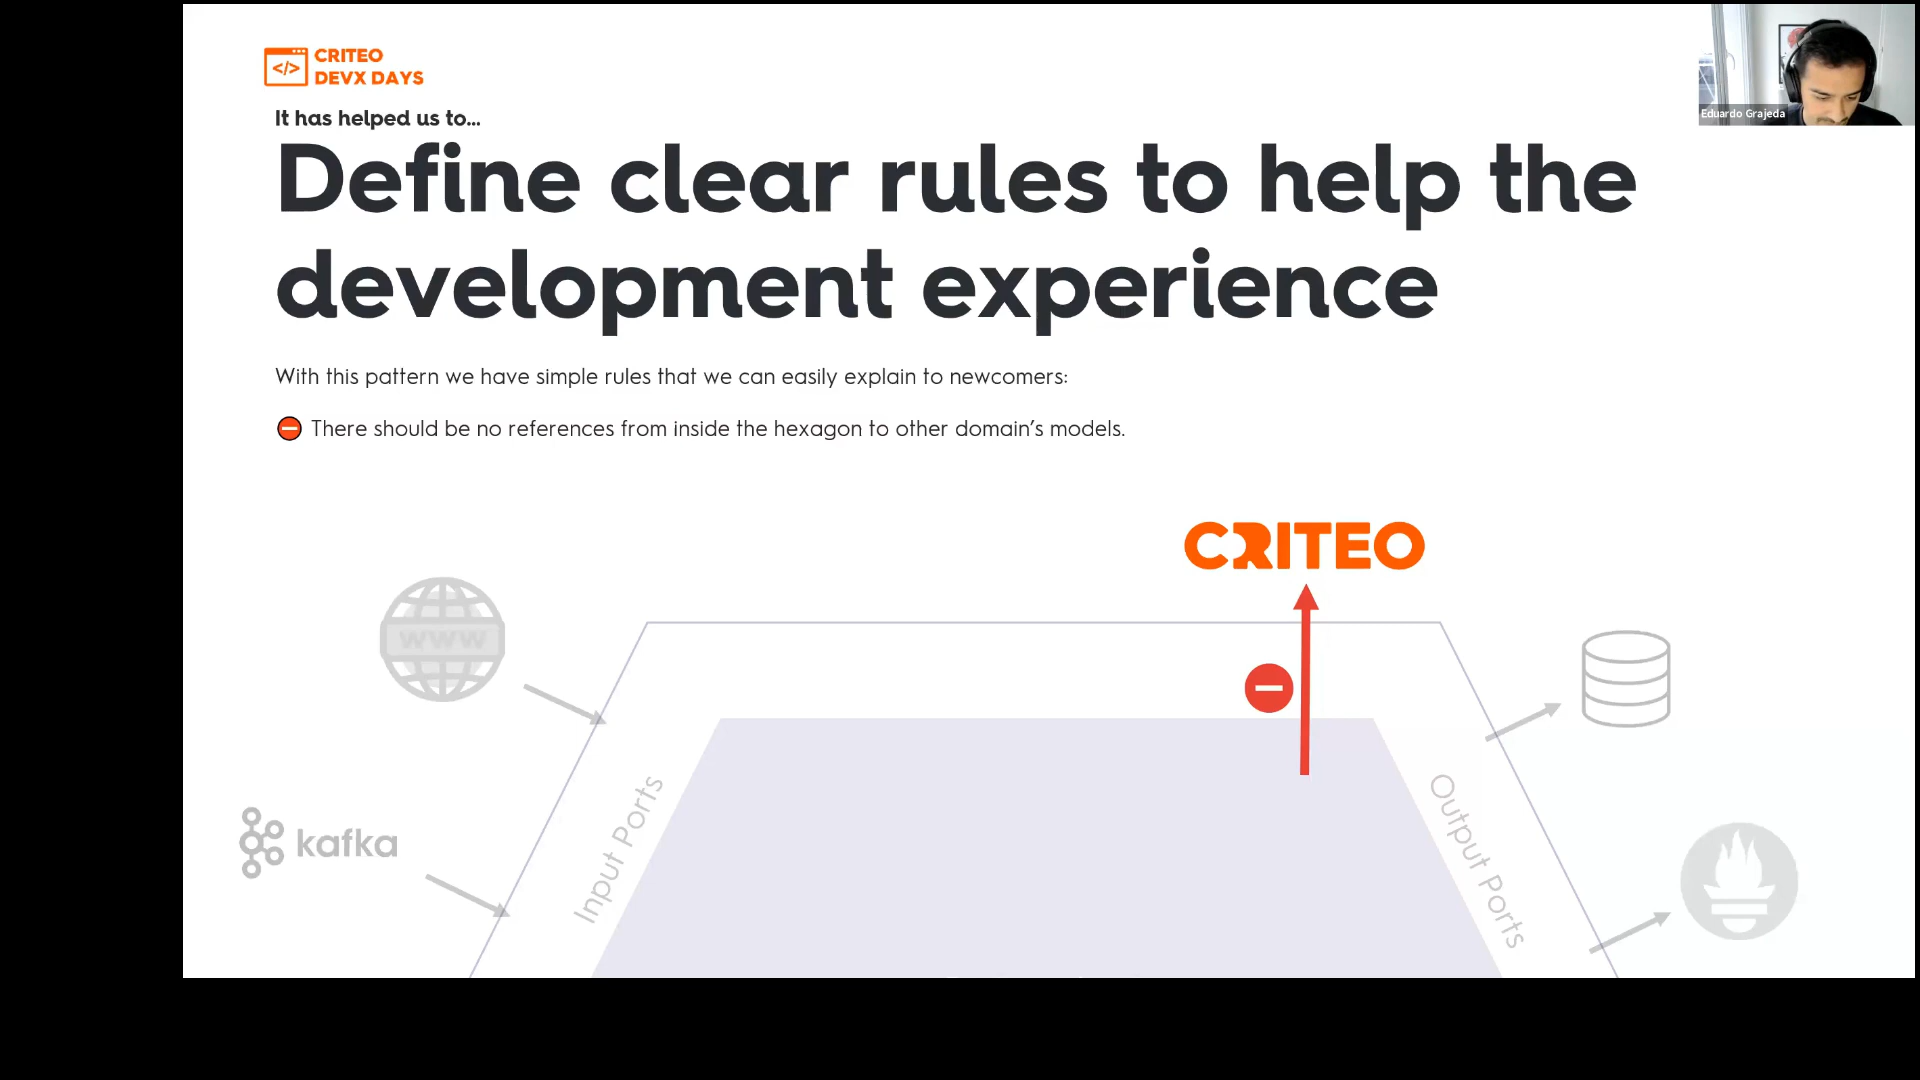 CRITEO
DEVX DAYS
It has helped us to...
Define clear rules to help the
development experience
With this pattern we have simple rules that we can easily explain to newcomers:
There should be no references from inside the hexagon to other domain’s models.
Eduardo Grajeda
CRITEO
www
kafka
Input Ports
Output Ports